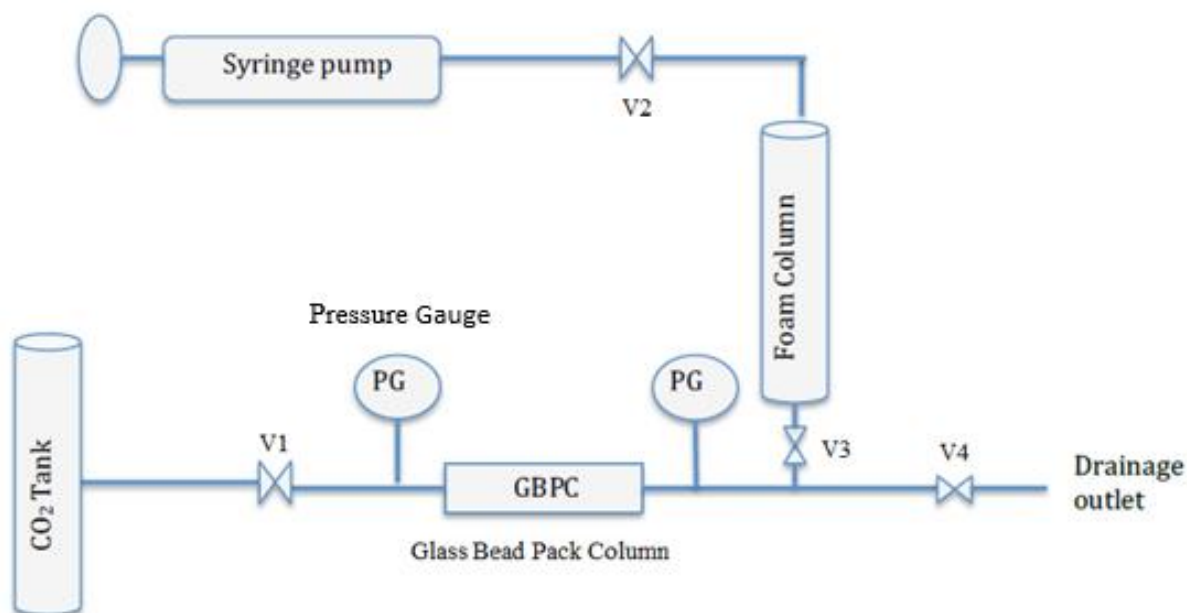 Syringe pump
V2
Foam Column
Pressure Gauge
PG
PG
CO₂ Tank
V1
V3
V4
GBPC
Drainage
outlet
Glass Bead Pack Column